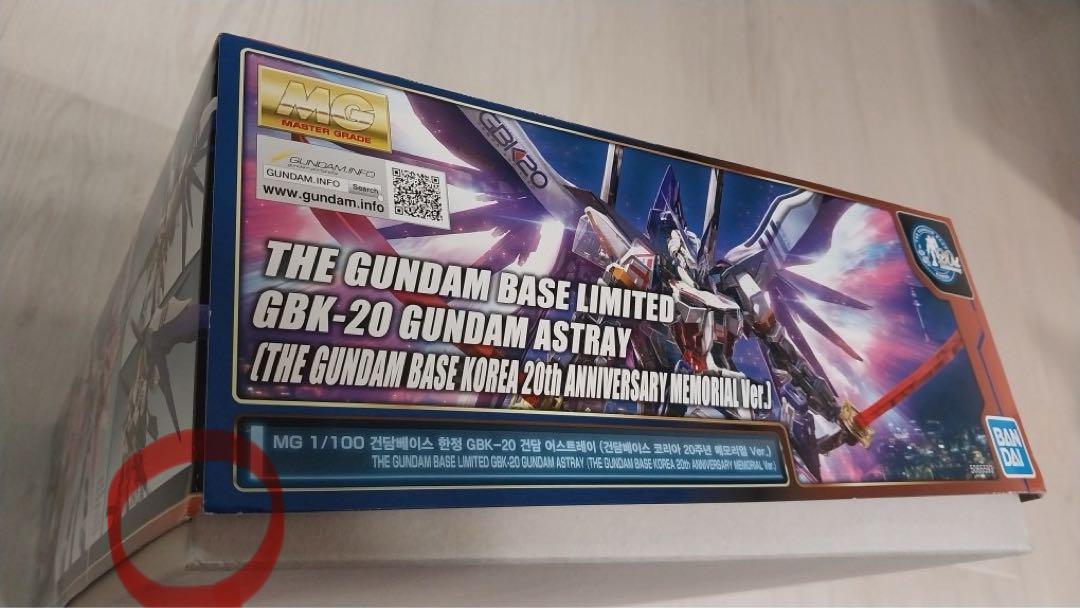 MG
MASTER GRADE
GUNDAM.INFO
GUNDAM.INFO Search
www.gundam.info
GBK20
THE GUNDAM BASE LIMITED
GBK-20 GUNDAM ASTRAY
(THE GUNDAM BASE KOREA 20th ANNIVERSARY MEMORIAL Ver.)
MG 1/100 건담베이스 한정 GBK-20 건담 어스트레이 (건담베이스 코리아 20주년 메모리얼 Ver.)
THE GUNDAM BASE LIMITED GBK-20 GUNDAM ASTRAY (THE GUNDAM BASE KOREA 20th ANNIVERSARY MEMORIAL Ver.)
5065593
BAN
DAI